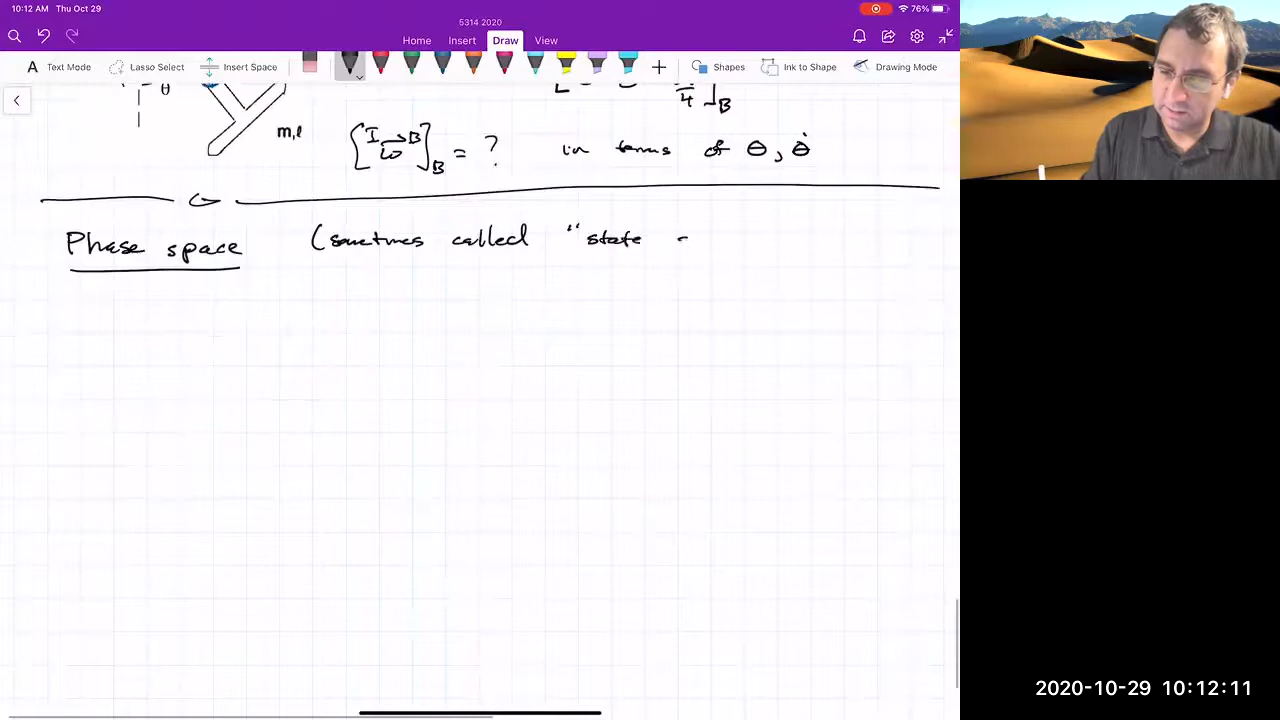 10:12 AM Thu Oct 29
76%
5314 2020
Home Insert Draw View
A Text Mode Lasso Select Insert Space + Shapes Ink to Shape Drawing Mode
θ
4 ]B
m,l
[I ω→ B]B = ? in terms of θ, θ̇
Phase space (sometimes called "state
2020-10-29 10:12:11